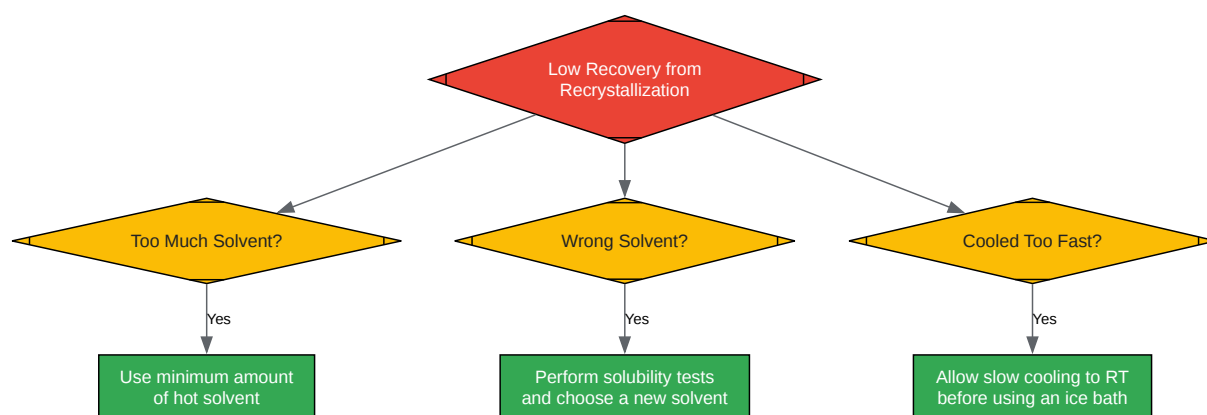 Low Recovery from
Recrystallization
Too Much Solvent?
Wrong Solvent?
Cooled Too Fast?
Yes
Yes
Yes
Use minimum amount
of hot solvent
Perform solubility tests
and choose a new solvent
Allow slow cooling to RT
before using an ice bath